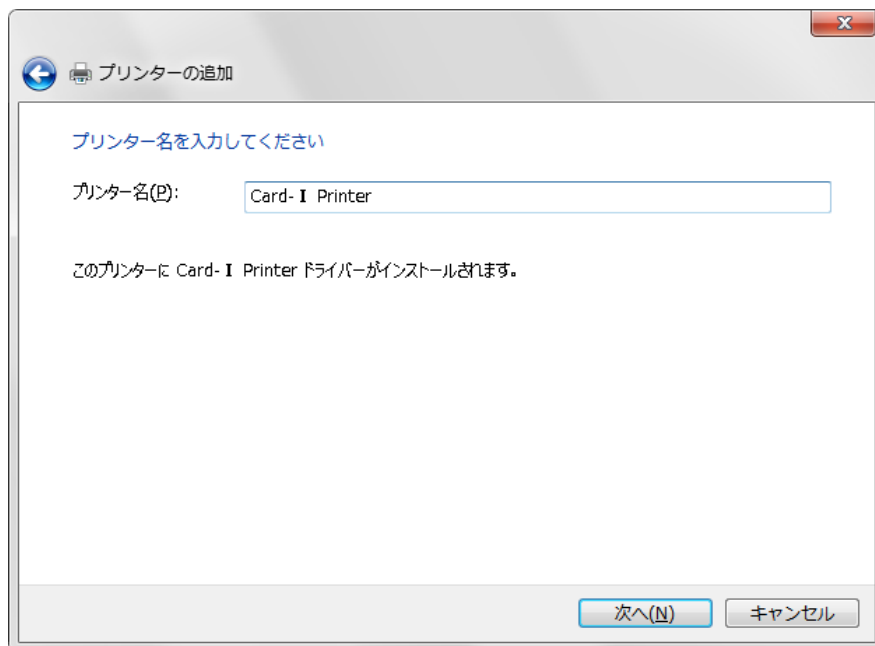 プリンターの追加
プリンター名を入力してください
プリンター名(P): Card-Ⅰ Printer
このプリンターに Card-Ⅰ Printer ドライバーがインストールされます。
次へ(N) キャンセル